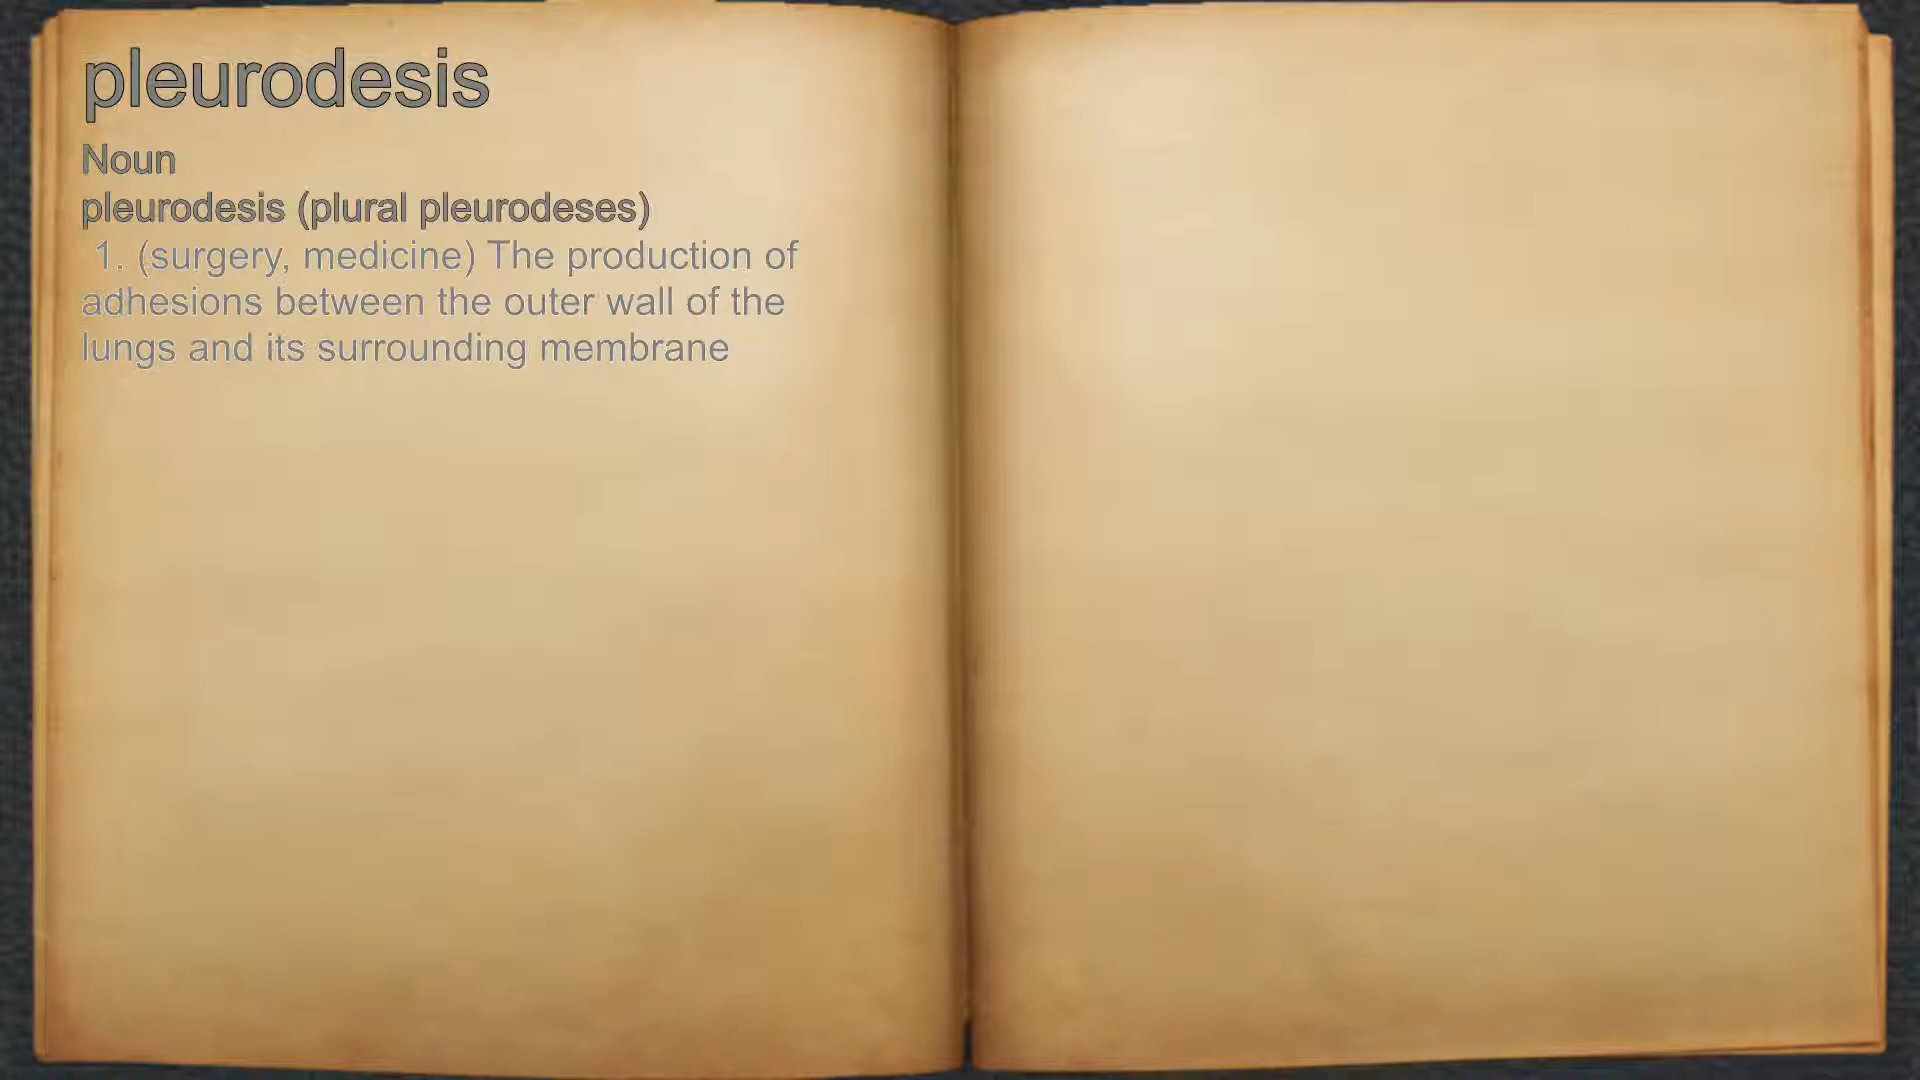 pleurodesis
Noun
pleurodesis (plural pleurodeses)
1. (surgery, medicine) The production of
adhesions between the outer wall of the
lungs and its surrounding membrane